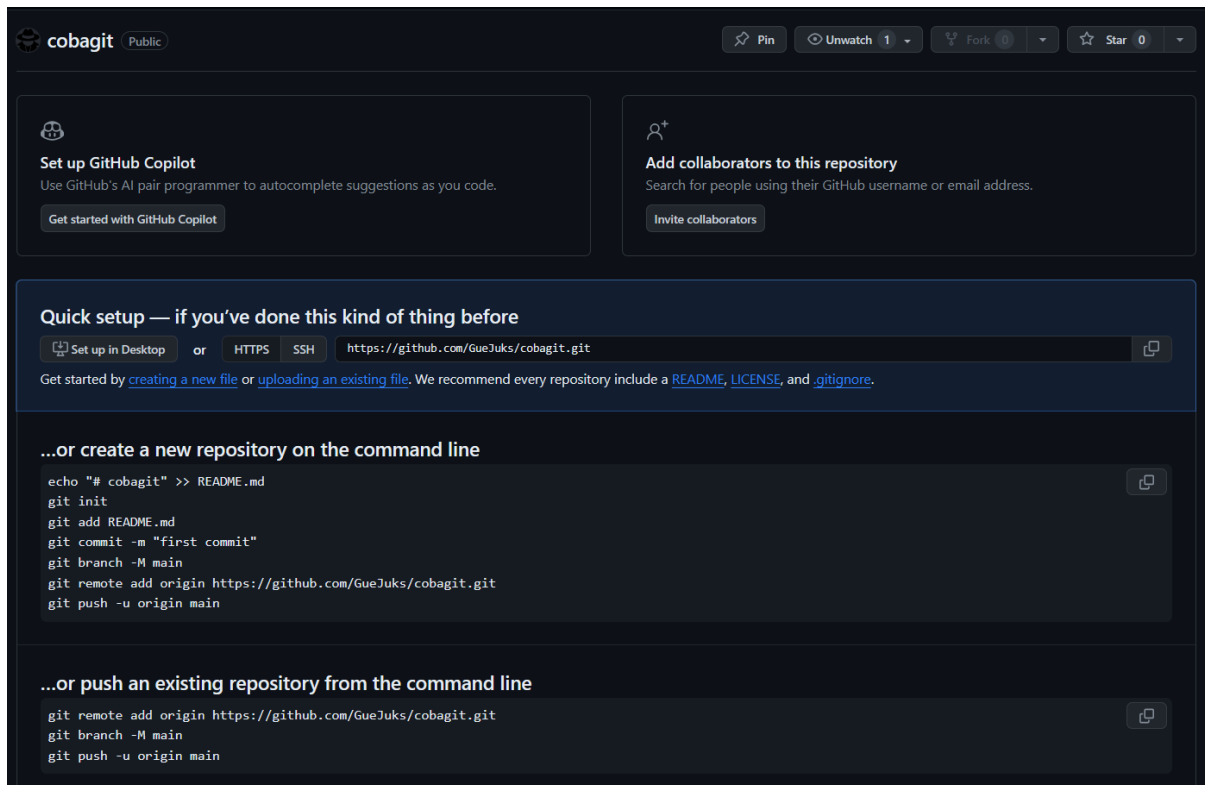 cobagit Public
Pin Unwatch 1 Fork 0 Star 0
Set up GitHub Copilot
Use GitHub's AI pair programmer to autocomplete suggestions as you code.
Get started with GitHub Copilot
Add collaborators to this repository
Search for people using their GitHub username or email address.
Invite collaborators
Quick setup — if you’ve done this kind of thing before
Set up in Desktop or HTTPS SSH https://github.com/GueJuks/cobagit.git
Get started by creating a new file or uploading an existing file. We recommend every repository include a README, LICENSE, and .gitignore.
…or create a new repository on the command line
echo "# cobagit" >> README.md
git init
git add README.md
git commit -m "first commit"
git branch -M main
git remote add origin https://github.com/GueJuks/cobagit.git
git push -u origin main
…or push an existing repository from the command line
git remote add origin https://github.com/GueJuks/cobagit.git
git branch -M main
git push -u origin main